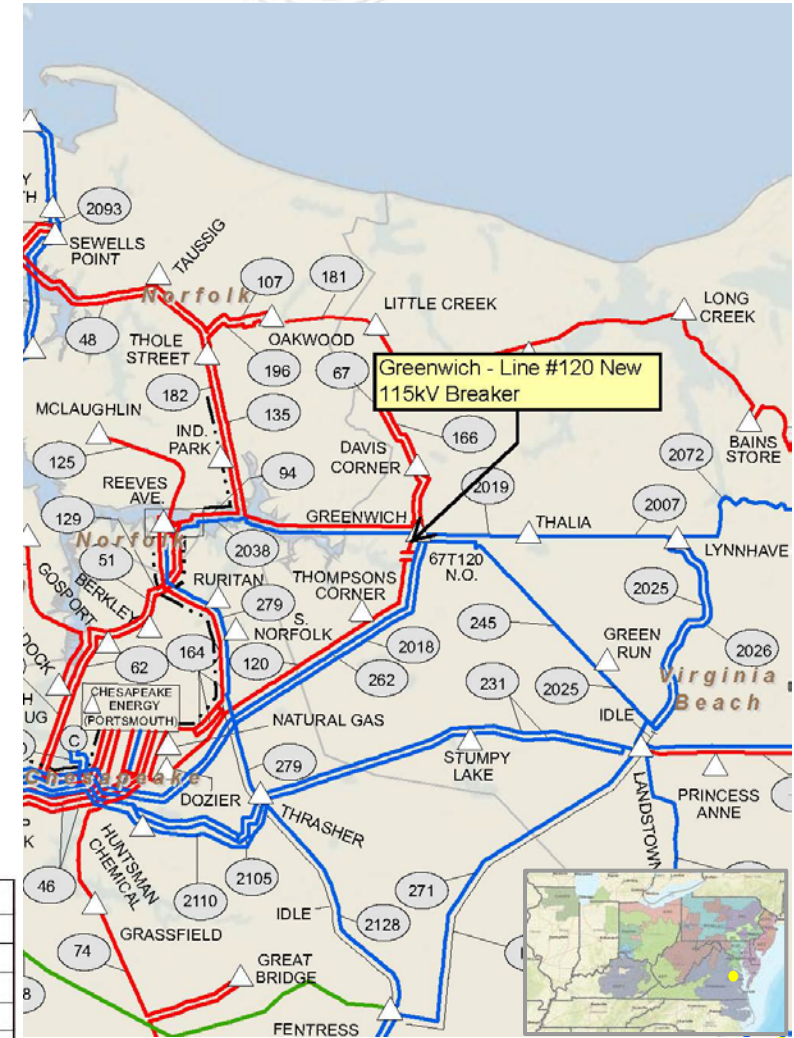 2093
SEWELLS
POINT
TAUSSIG
Norfolk
107
181
LITTLE CREEK
LONG
CREEK
48
THOLE
STREET
OAKWOOD
196
67
Greenwich - Line #120 New
115kV Breaker
182
135
166
MCLAUGHLIN
IND.
PARK
DAVIS
CORNER
BAINS
STORE
125
94
2072
REEVES
AVE.
GREENWICH
2019
THALIA
2007
129
Norfolk
2038
67T120
N.O.
LYNNHAVE
51
RURITAN
THOMPSONS
CORNER
2025
GOSPORT
BERKLEY
279
S.
NORFOLK
245
GREEN
RUN
2026
DOCK
62
164
120
2018
262
231
2025
Virginia
Beach
CHESAPEAKE
ENERGY
(PORTSMOUTH)
IDLE
C
NATURAL GAS
Chesapeake
279
STUMPY
LAKE
DOZIER
THRASHER
LANDSTOWN
PRINCESS
ANNE
HUNTSMAN
CHEMICAL
46
2110
2105
271
GRASSFIELD
IDLE
2128
74
GREAT
BRIDGE
FENTRESS